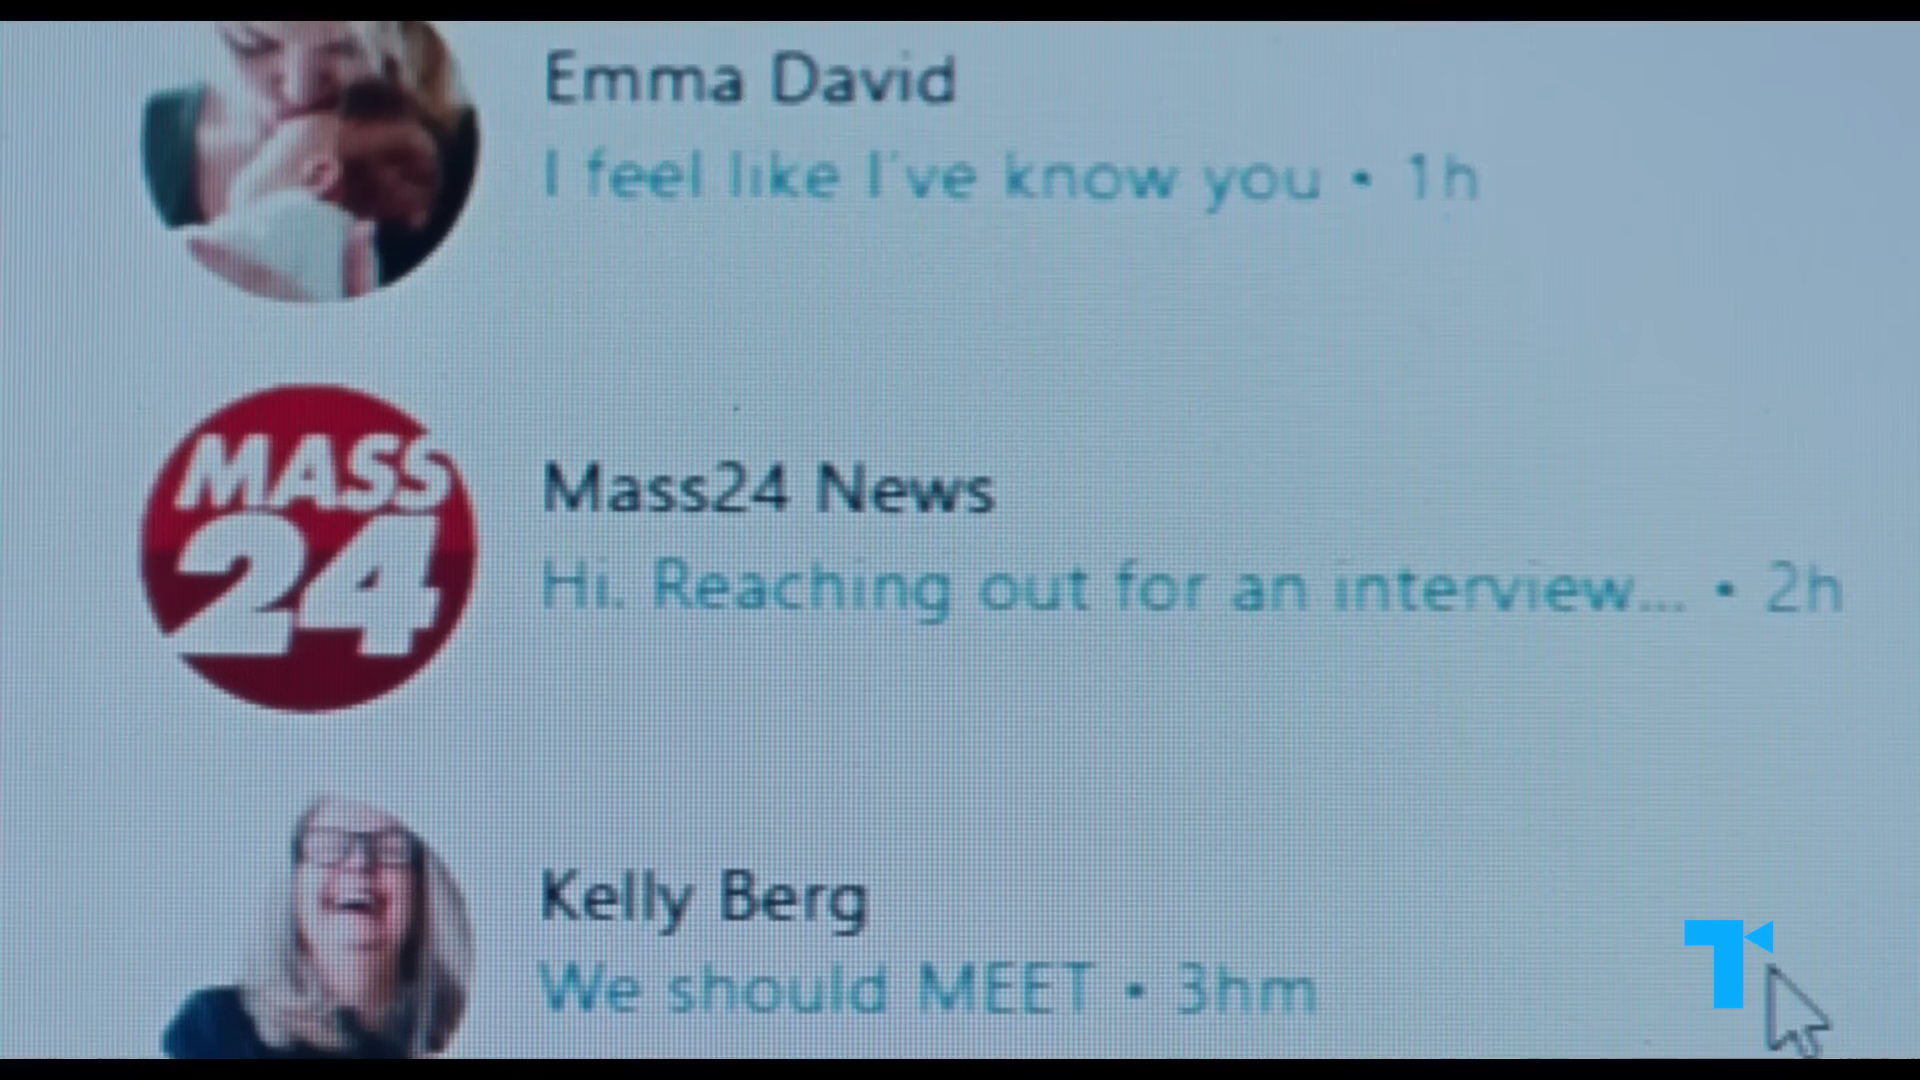 Emma David
I feel like I've know you • 1h
MASS
24
Mass24 News
Hi. Reaching out for an interview... • 2h
Kelly Berg
We should MEET • 3hm
T